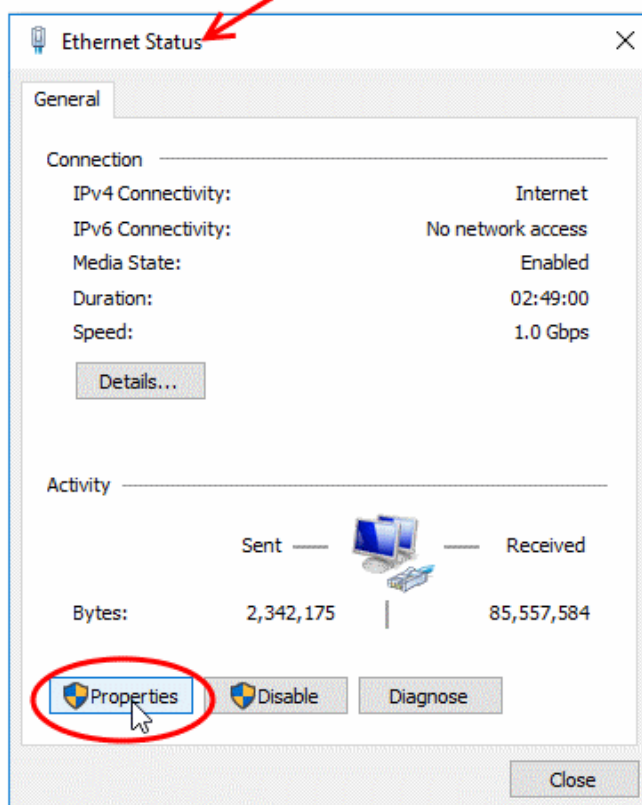 Ethernet Status
General
Connection
IPv4 Connectivity: Internet
IPv6 Connectivity: No network access
Media State: Enabled
Duration: 02:49:00
Speed: 1.0 Gbps
Details...
Activity
Sent Received
Bytes: 2,342,175 85,557,584
Properties Disable Diagnose
Close